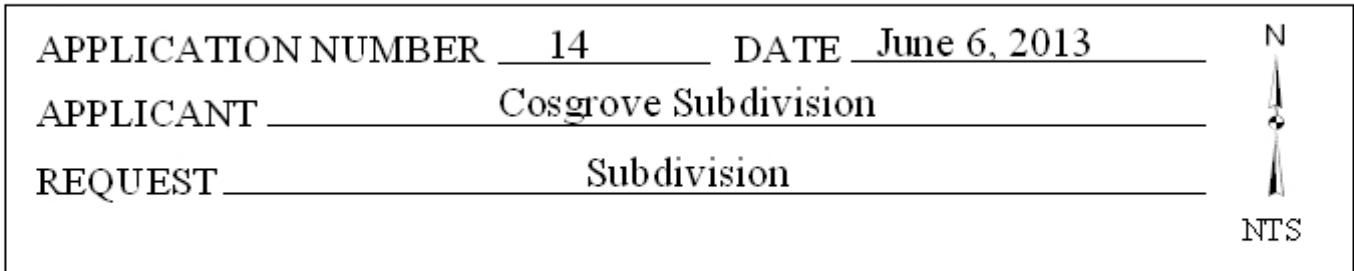 APPLICATION NUMBER 14 DATE June 6, 2013
APPLICANT Cosgrove Subdivision
REQUEST Subdivision
N
NTS